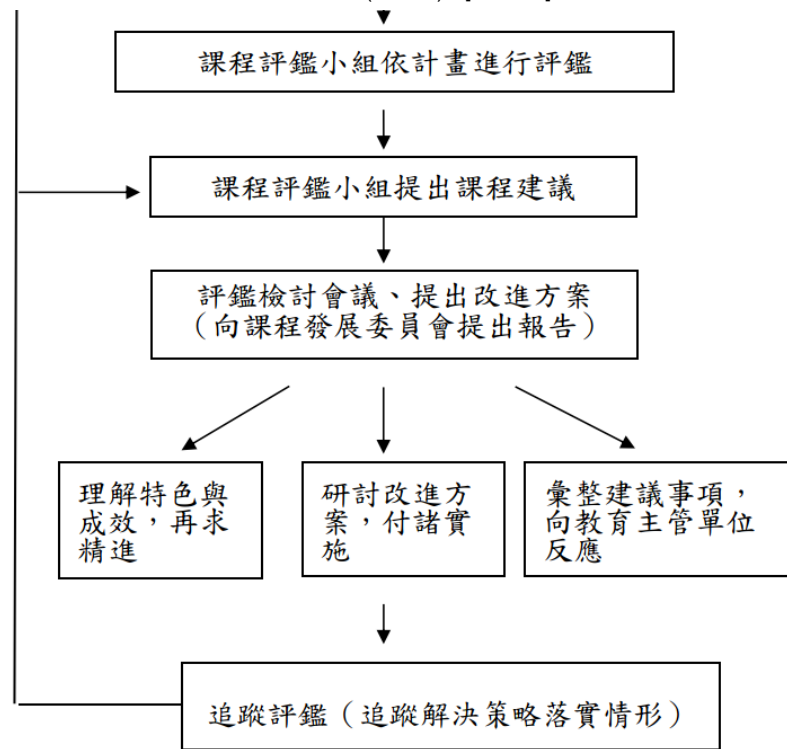 課程評鑑小組依計畫進行評鑑
課程評鑑小組提出課程建議
評鑑檢討會議、提出改進方案
（向課程發展委員會提出報告）
理解特色與
成效，再求
精進
研討改進方
案，付諸實
施
彙整建議事項，
向教育主管單位
反應
追蹤評鑑（追蹤解決策略落實情形）